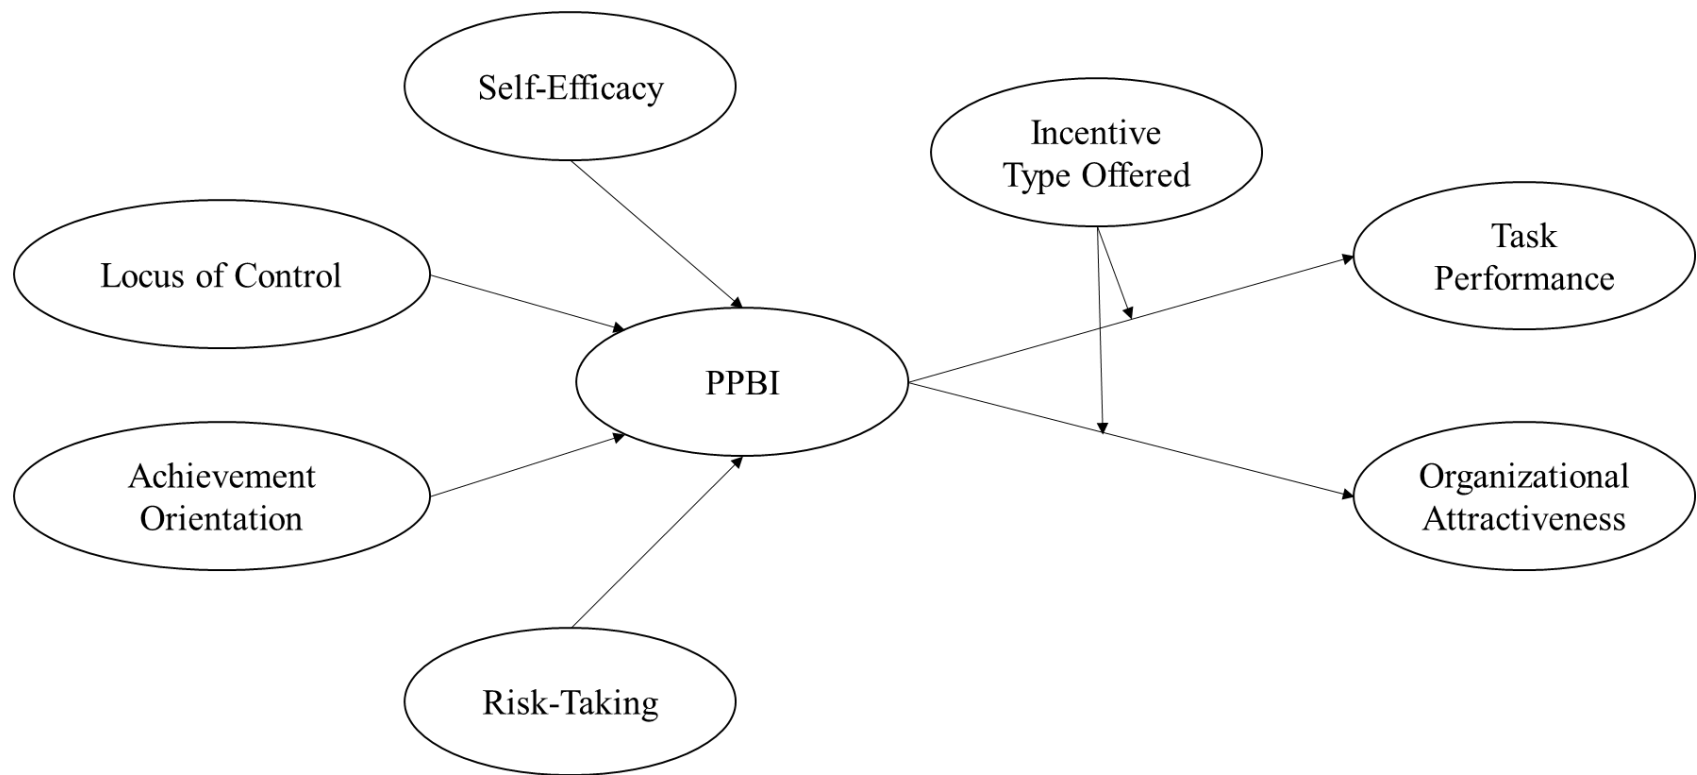 Self-Efficacy
Incentive
Type Offered
Task
Performance
Locus of Control
PPBI
Achievement
Orientation
Organizational
Attractiveness
Risk-Taking